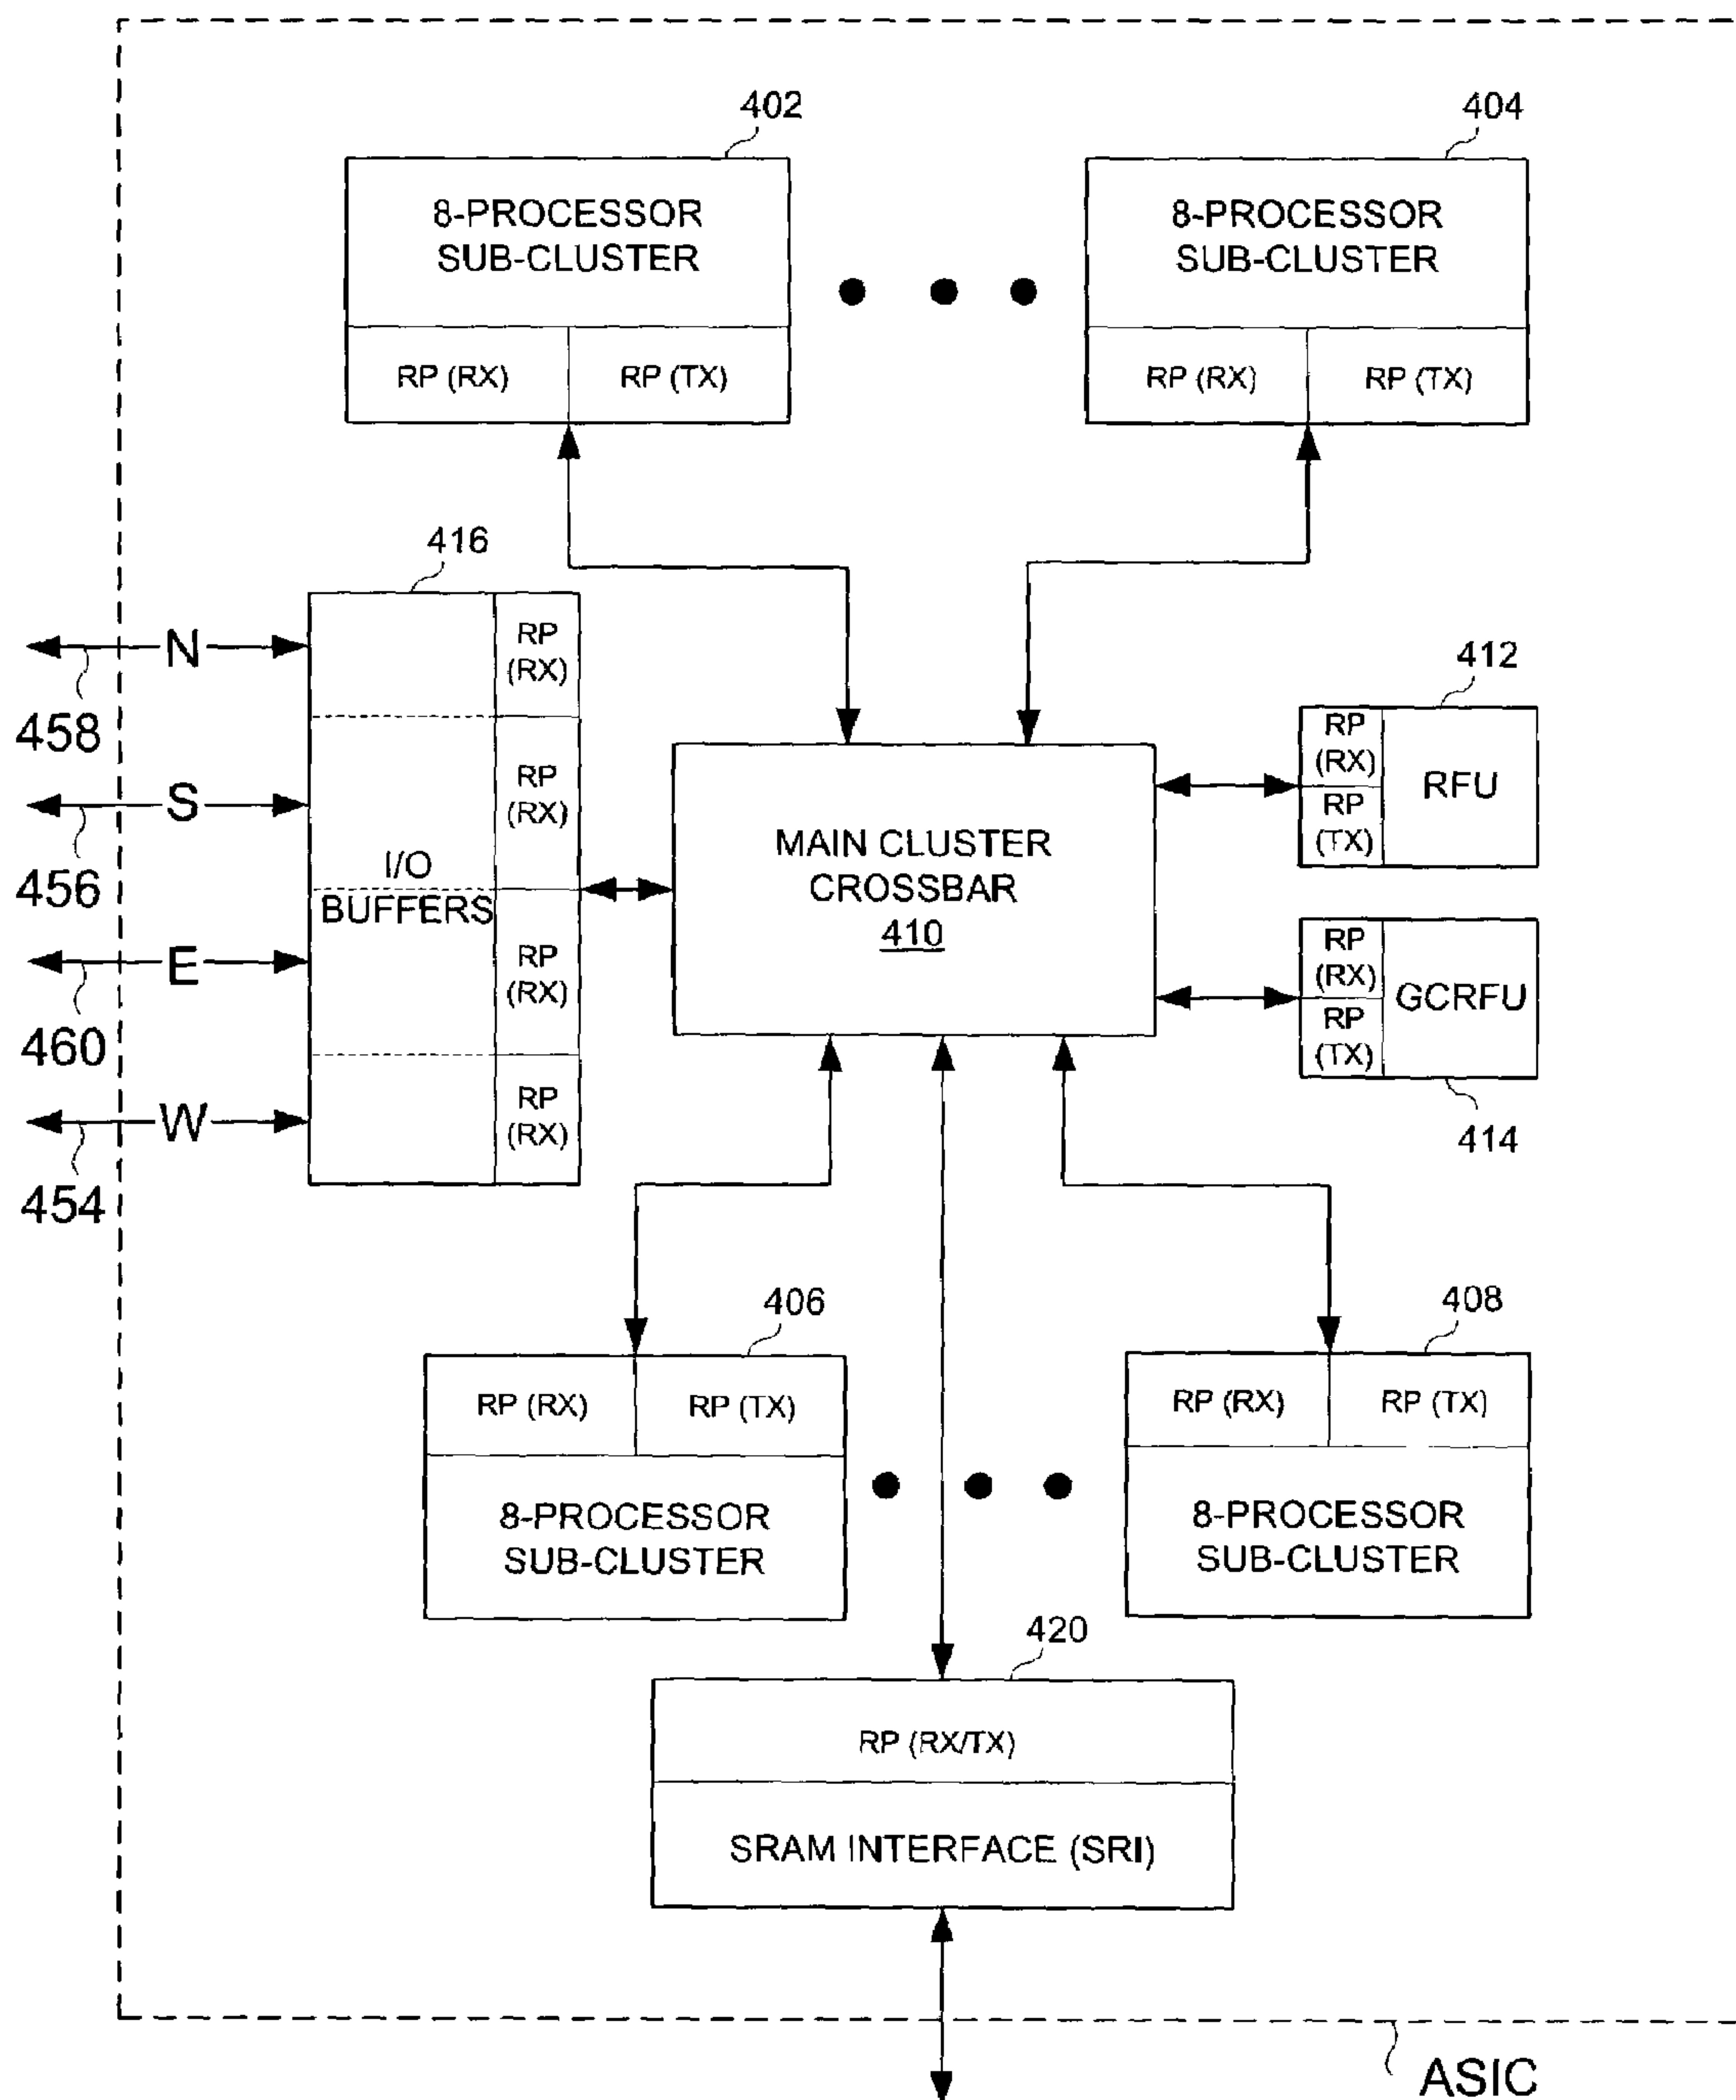 402
404
8-PROCESSOR
SUB-CLUSTER
8-PROCESSOR
SUB-CLUSTER
RP (RX)
RP (TX)
RP (RX)
RP (TX)
416
N
458
S
456
E
460
W
454
I/O
BUFFERS
RP
(RX)
RP
(RX)
RP
(RX)
RP
(RX)
MAIN CLUSTER
CROSSBAR
410
412
RP
(RX)
RP
(TX)
RFU
RP
(RX)
RP
(TX)
GCRFU
414
406
408
RP (RX)
RP (TX)
RP (RX)
RP (TX)
8-PROCESSOR
SUB-CLUSTER
8-PROCESSOR
SUB-CLUSTER
420
RP (RX/TX)
SRAM INTERFACE (SRI)
ASIC